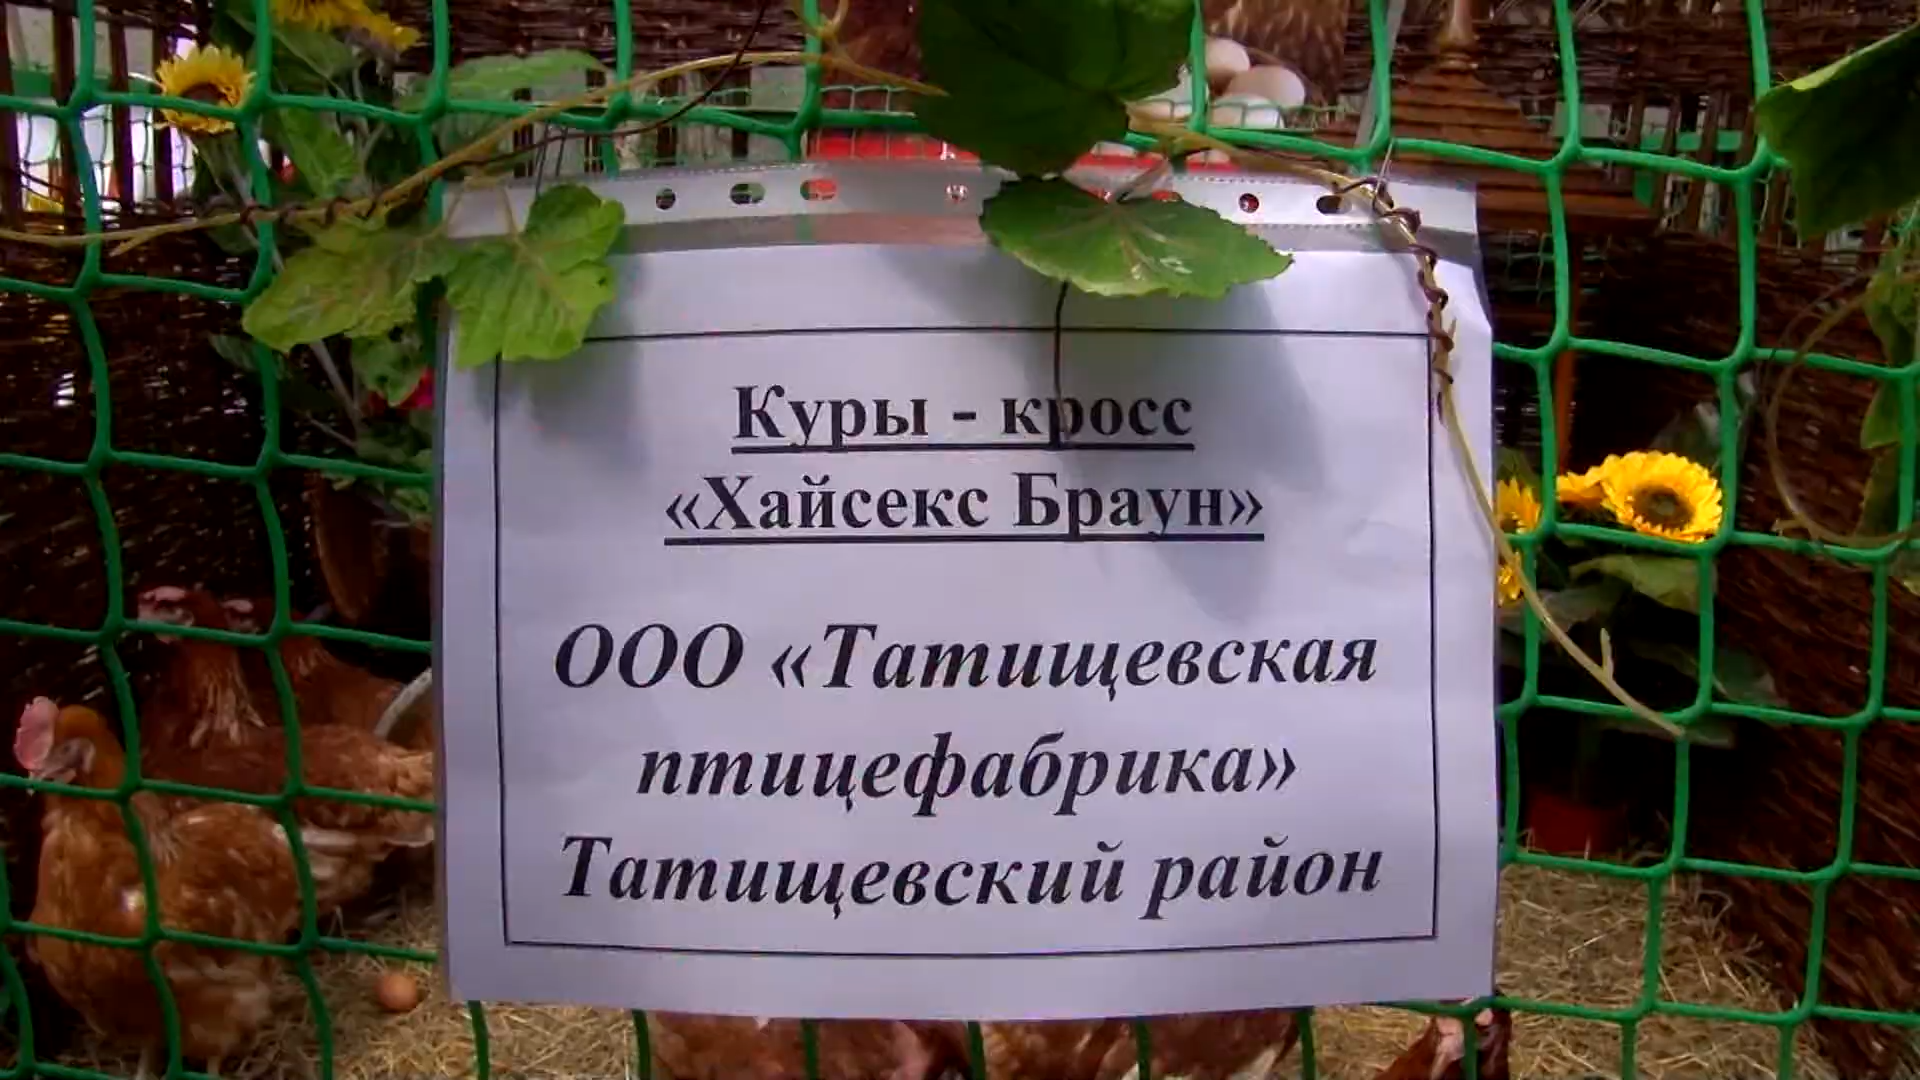 Куры - кросс
«Хайсекс Браун»
ООО «Татищевская
птицефабрика»
Татищевский район